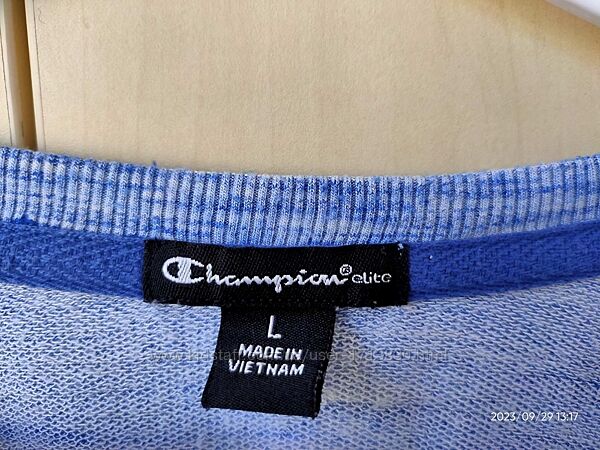 Champion® elite
L
MADE IN
VIETNAM
2023/09/29 13:17